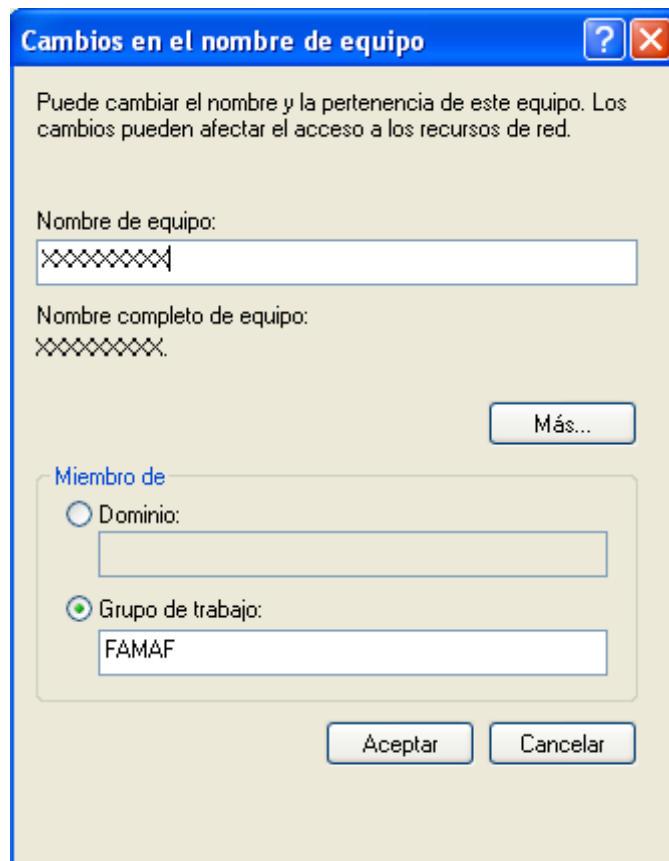 Cambios en el nombre de equipo
Puede cambiar el nombre y la pertenencia de este equipo. Los
cambios pueden afectar el acceso a los recursos de red.
Nombre de equipo:
XXXXXXXXXX
Nombre completo de equipo:
XXXXXXXXXX.
Más...
Miembro de
Dominio:
Grupo de trabajo:
FAMAF
Aceptar
Cancelar